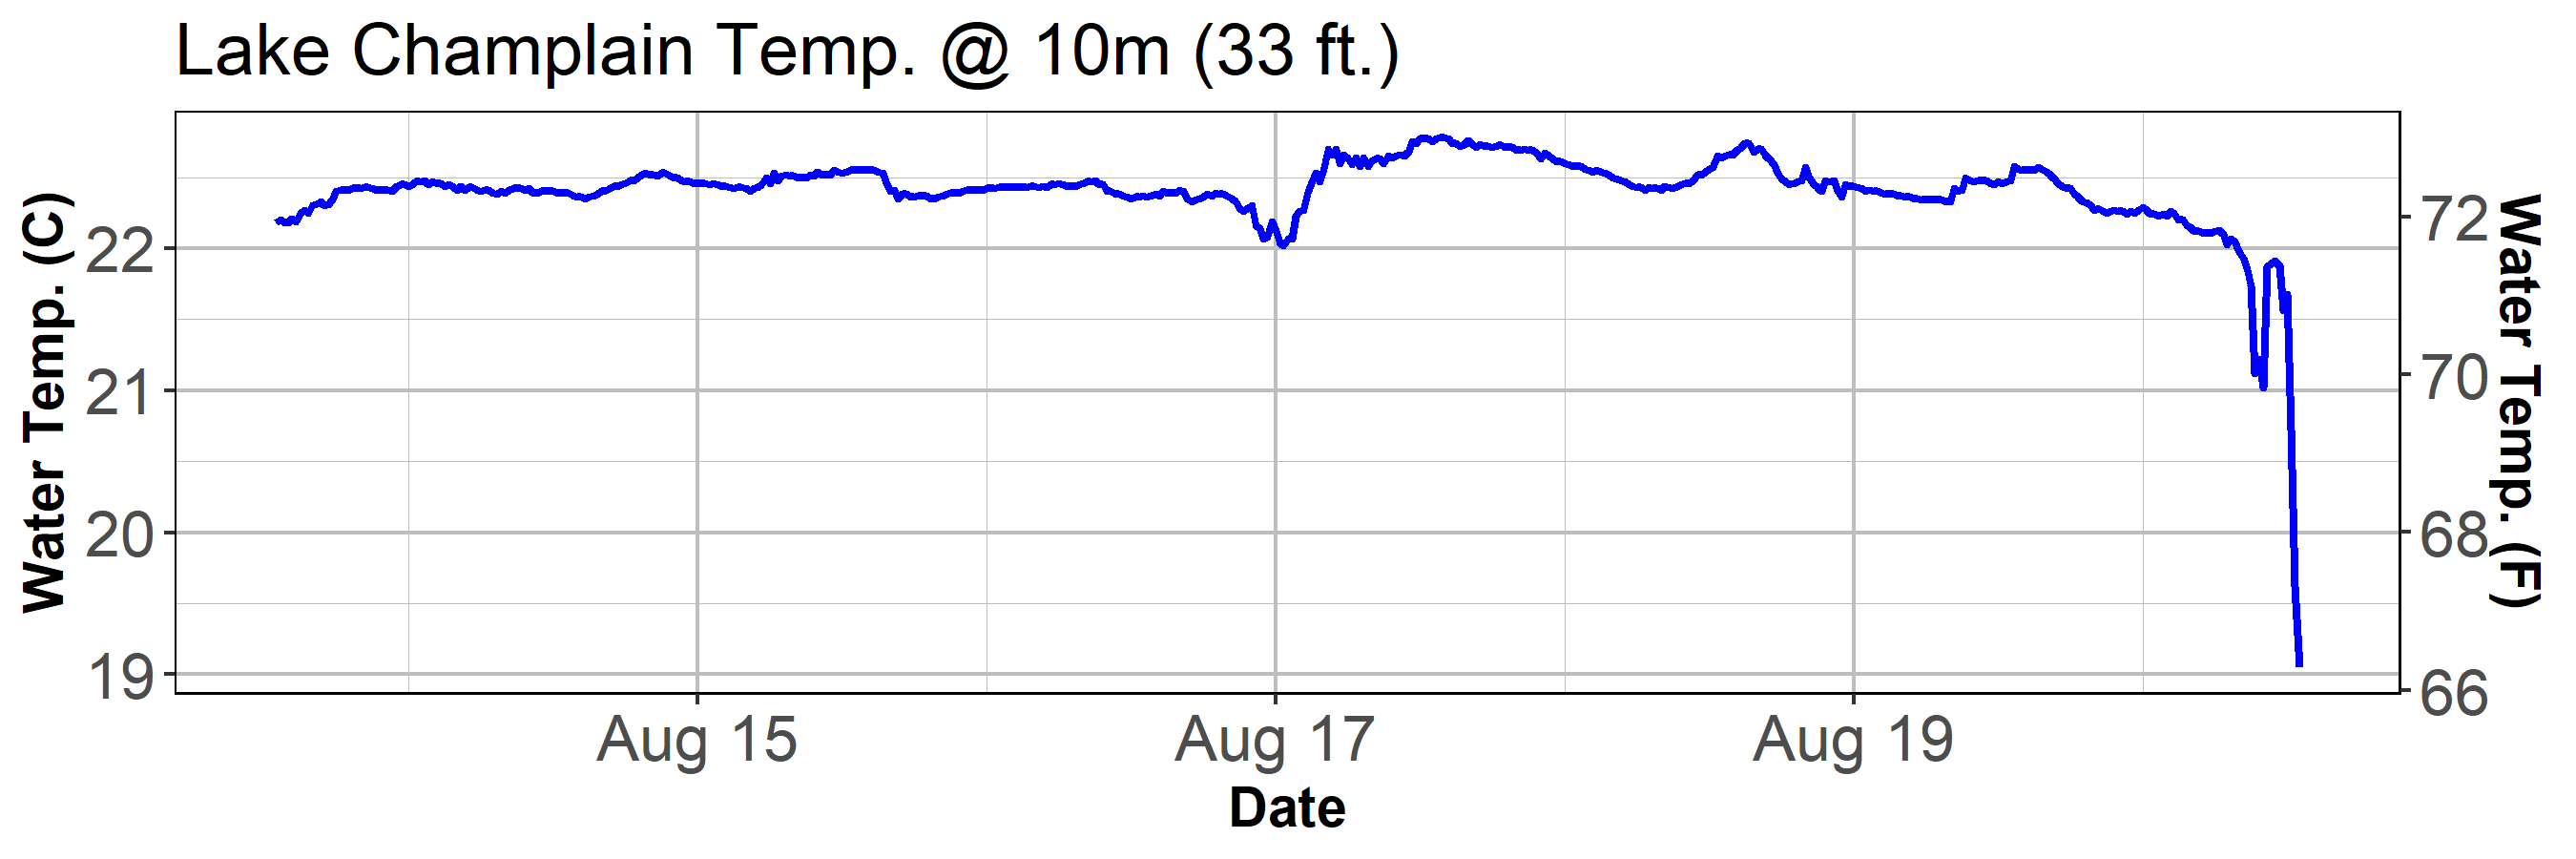 Lake Champlain Temp. @ 10m (33 ft.)
Water Temp. (C)
22
21
20
19
72
70
68
66
Water Temp. (F)
Aug 15
Aug 17
Aug 19
Date